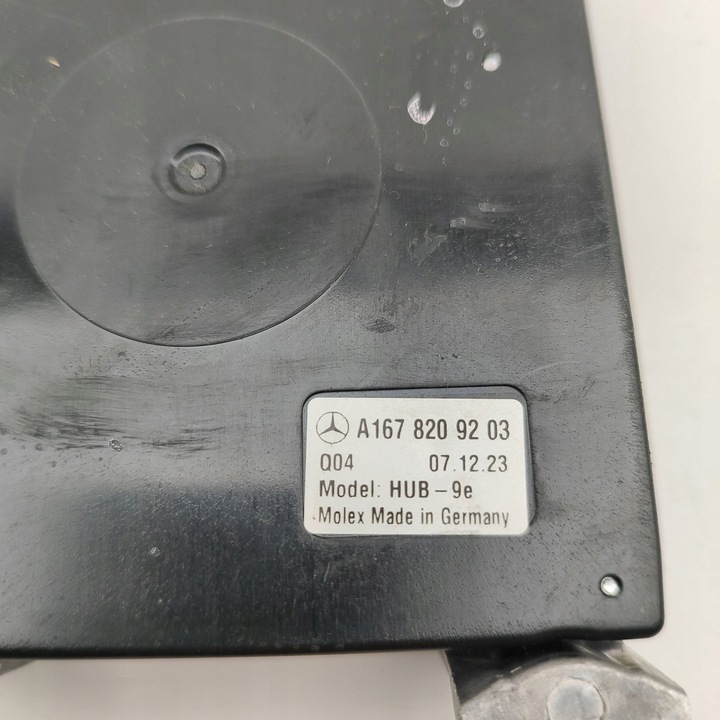 A167 820 92 03
Q04 07.12.23
Model: HUB-9e
Molex Made in Germany